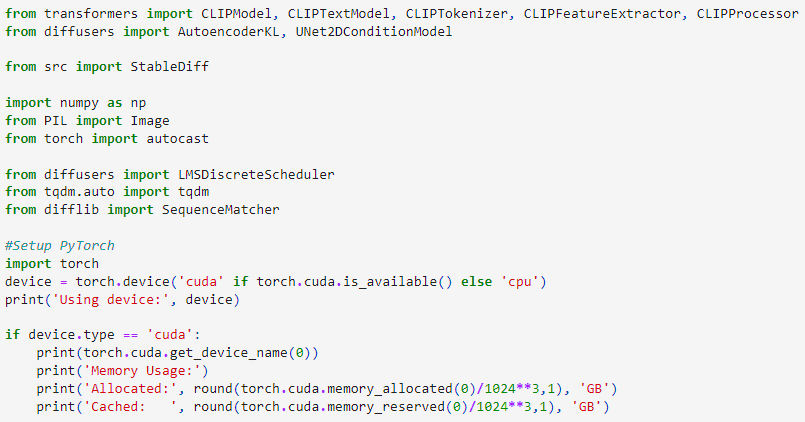 from transformers import CLIPModel, CLIPTextModel, CLIPTokenizer, CLIPFeatureExtractor, CLIPProcessor
from diffusers import AutoencoderKL, UNet2DConditionModel

from src import StableDiff

import numpy as np
from PIL import Image
from torch import autocast

from diffusers import LMSDiscreteScheduler
from tqdm.auto import tqdm
from difflib import SequenceMatcher

#Setup PyTorch
import torch
device = torch.device('cuda' if torch.cuda.is_available() else 'cpu')
print('Using device:', device)

if device.type == 'cuda':
    print(torch.cuda.get_device_name(0))
    print('Memory Usage:')
    print('Allocated:', round(torch.cuda.memory_allocated(0)/1024**3,1), 'GB')
    print('Cached:   ', round(torch.cuda.memory_reserved(0)/1024**3,1), 'GB')